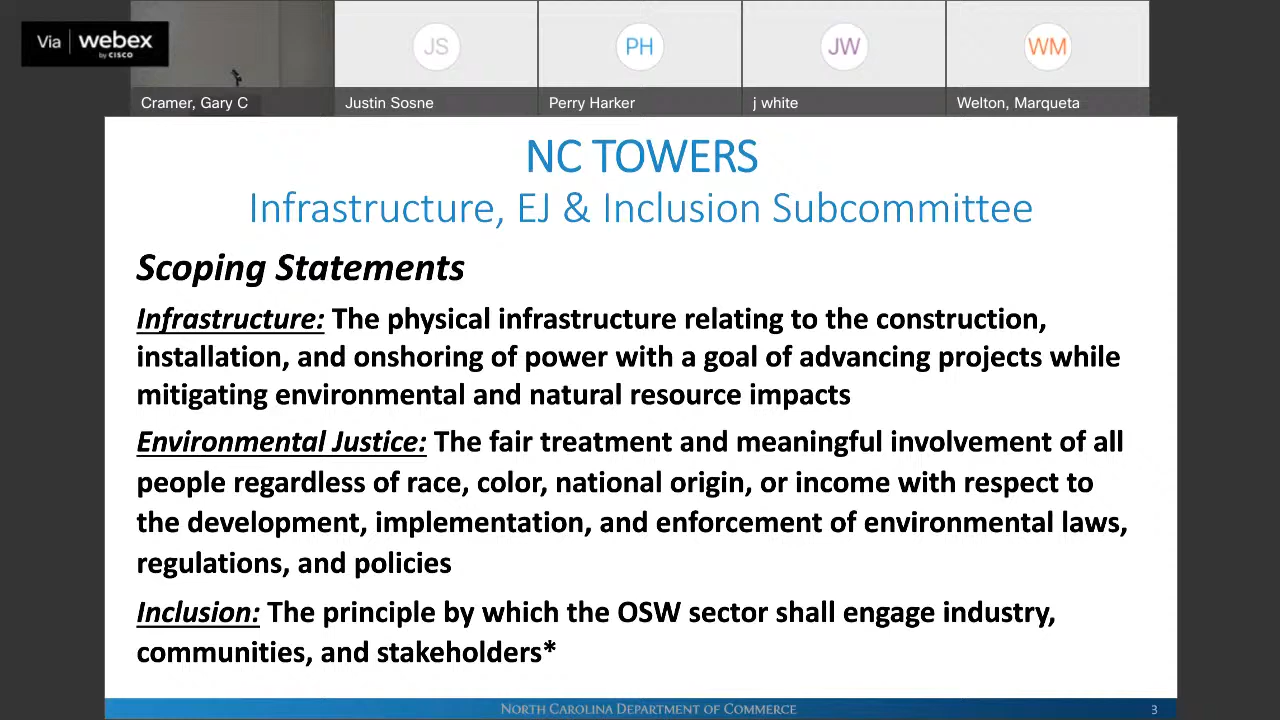 Via | webex
by CISCO
JS
PH
JW
WM
Cramer, Gary C
Justin Sosne
Perry Harker
j white
Welton, Marqueta
NC TOWERS
Infrastructure, EJ & Inclusion Subcommittee
Scoping Statements
Infrastructure: The physical infrastructure relating to the construction,
installation, and onshoring of power with a goal of advancing projects while
mitigating environmental and natural resource impacts
Environmental Justice: The fair treatment and meaningful involvement of all
people regardless of race, color, national origin, or income with respect to
the development, implementation, and enforcement of environmental laws,
regulations, and policies
Inclusion: The principle by which the OSW sector shall engage industry,
communities, and stakeholders*
NORTH CAROLINA DEPARTMENT OF COMMERCE
3